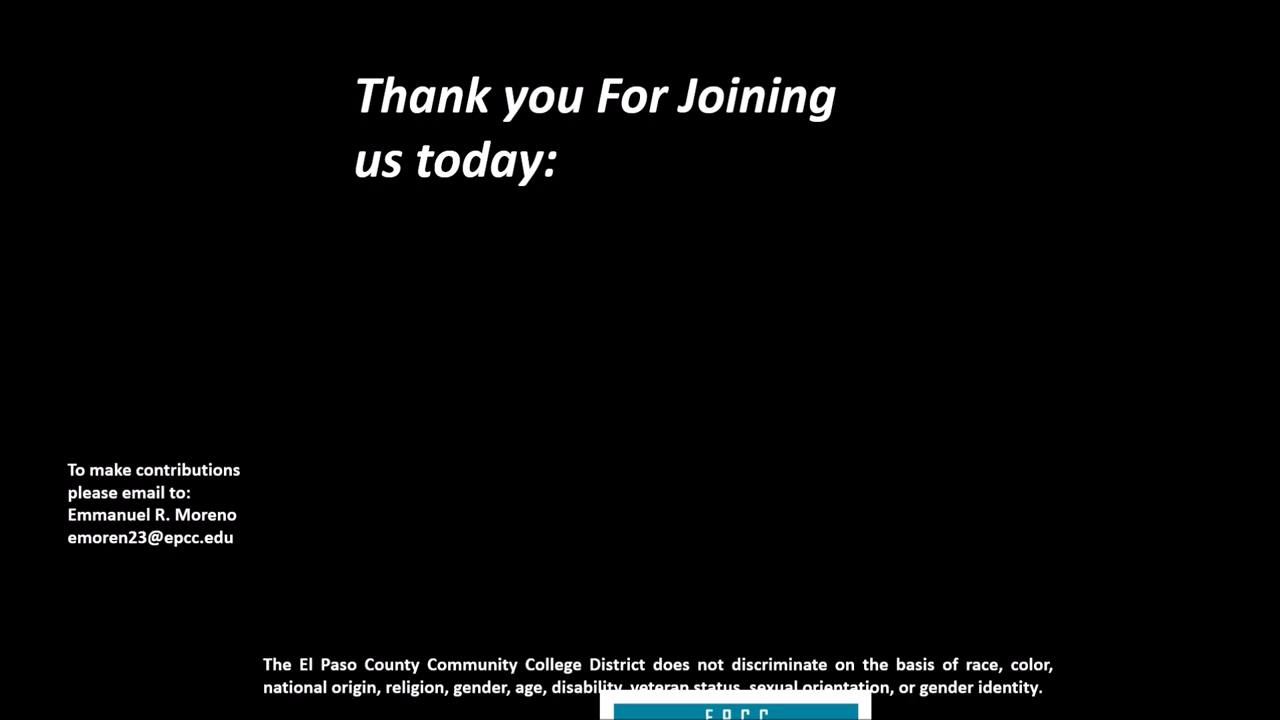 Thank you For Joining
us today:
To make contributions
please email to:
Emmanuel R. Moreno
emoren23@epcc.edu
The El Paso County Community College District does not discriminate on the basis of race, color,
national origin, religion, gender, age, disability, veteran status, sexual orientation, or gender identity.
EPCC